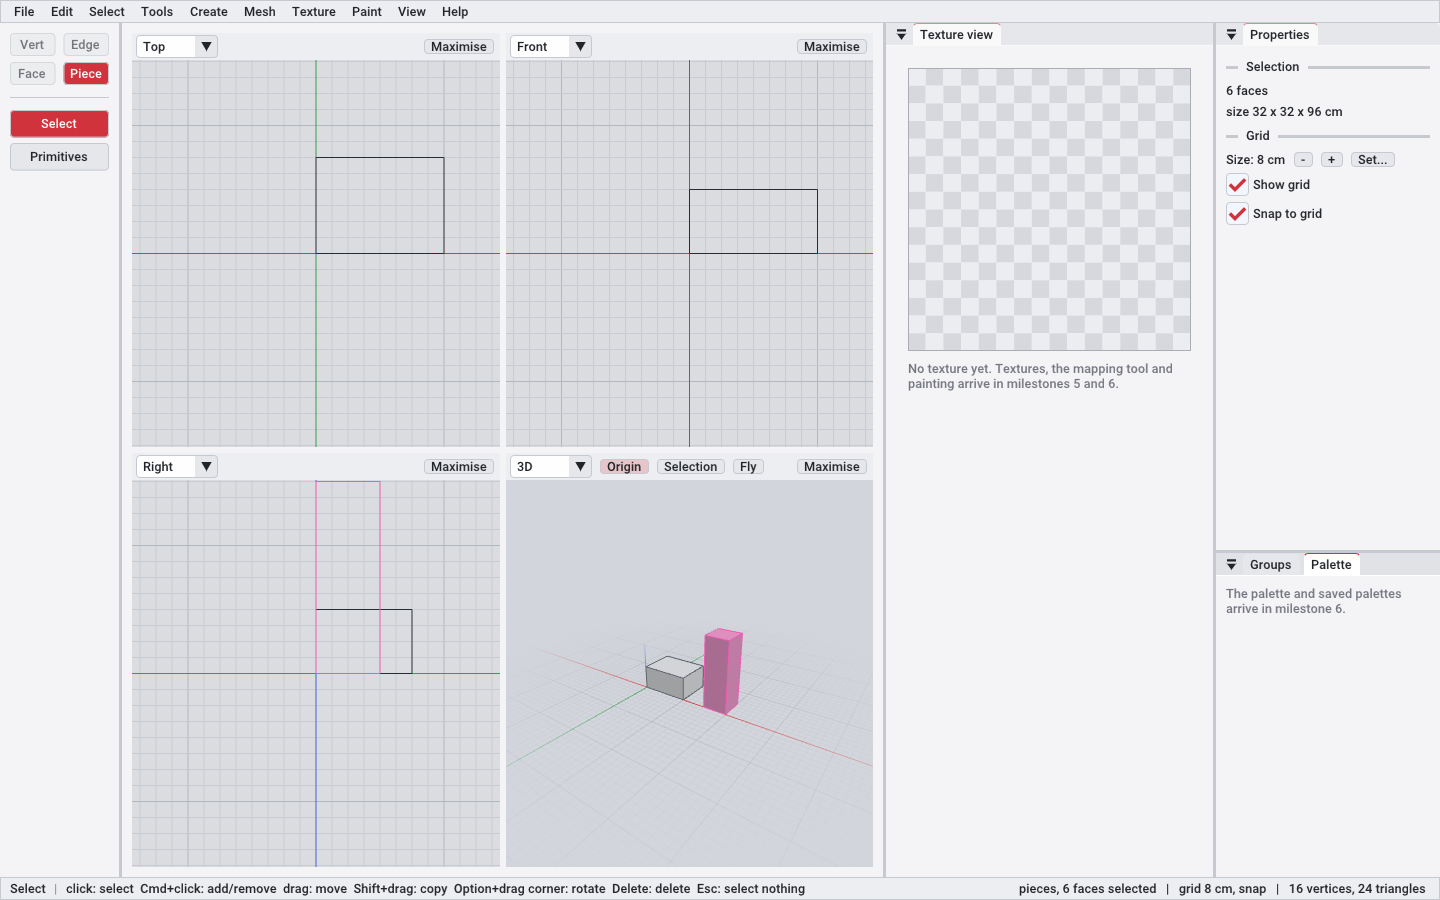 File Edit Select Tools Create Mesh Texture Paint View Help
Vert Edge
Face Piece
Select
Primitives
Top Maximise
Front Maximise
Right Maximise
3D Origin Selection Fly Maximise
Texture view
No texture yet. Textures, the mapping tool and
painting arrive in milestones 5 and 6.
Properties
Selection
6 faces
size 32 x 32 x 96 cm
Grid
Size: 8 cm - + Set...
Show grid
Snap to grid
Groups Palette
The palette and saved palettes
arrive in milestone 6.
Select | click: select Cmd+click: add/remove drag: move Shift+drag: copy Option+drag corner: rotate Delete: delete Esc: select nothing
pieces, 6 faces selected | grid 8 cm, snap | 16 vertices, 24 triangles